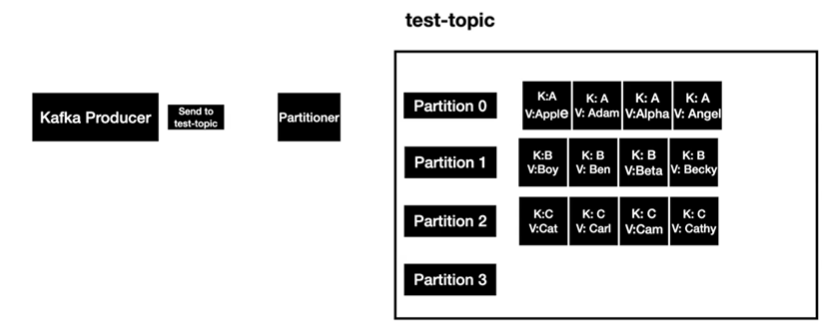 test-topic
Kafka Producer
Send to
test-topic
Partitioner
Partition 0
K:A
V:Apple
K: A
V: Adam
K: A
V:Alpha
K: A
V: Angel
Partition 1
K:B
V:Boy
K: B
V: Ben
K: B
V:Beta
K: B
V: Becky
Partition 2
K:C
V:Cat
K: C
V: Carl
K: C
V:Cam
K: C
V: Cathy
Partition 3